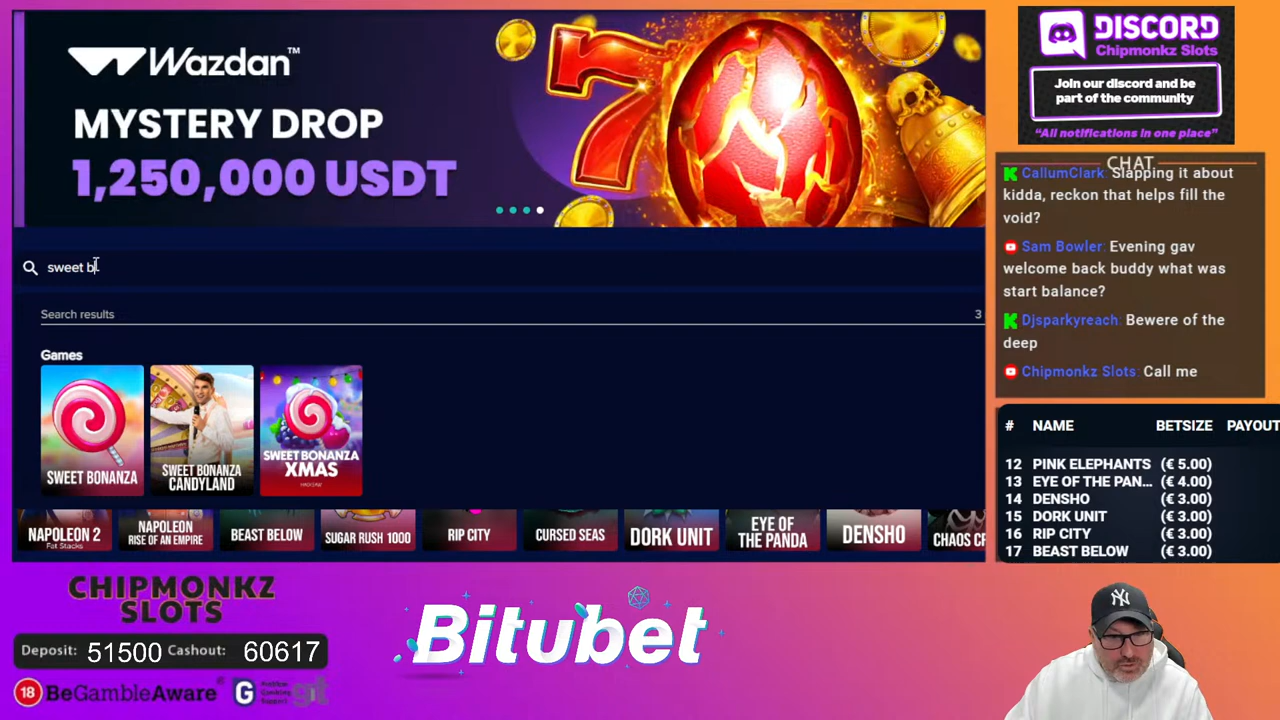 Wazdan™
MYSTERY DROP
1,250,000 USDT
sweet b
Search results
3
Games
SWEET BONANZA
SWEET BONANZA
CANDYLAND
SWEET BONANZA
XMAS
NAPOLEON 2
Fat Stacks
NAPOLEON
RISE OF AN EMPIRE
BEAST BELOW
SUGAR RUSH 1000
RIP CITY
CURSED SEAS
DORK UNIT
EYE OF
THE PANDA
DENSHO
CHAOS C
CHIPMONKZ
SLOTS
Deposit: 51500 Cashout: 60617
18 BeGambleAware
Bitubet
DISCORD
Chipmonkz Slots
Join our discord and be
part of the community
"All notifications in one place"
CHAT
CallumClark: Slapping it about
kidda, reckon that helps fill the
void?
Sam Bowler: Evening gav
welcome back buddy what was
start balance?
Djsparkyreach: Bewere of the
deep
Chipmonkz Slots: Call me
# NAME BETSIZE PAYOUT
12 PINK ELEPHANTS (€ 5.00)
13 EYE OF THE PAN... (€ 4.00)
14 DENSHO (€ 3.00)
15 DORK UNIT (€ 3.00)
16 RIP CITY (€ 3.00)
17 BEAST BELOW (€ 3.00)